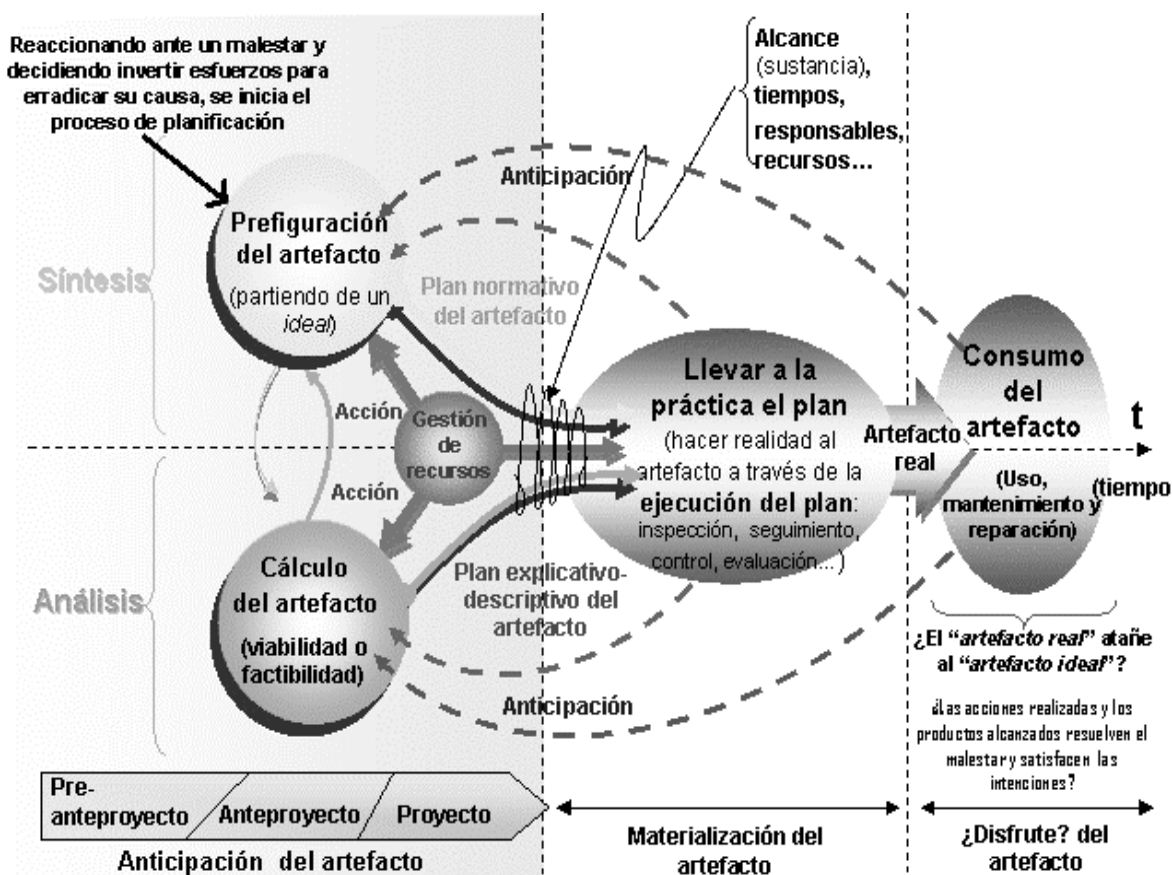 Reaccionando ante un malestar y
decidiendo invertir esfuerzos para
erradicar su causa, se inicia el
proceso de planificación
Alcance
(sustancia),
tiempos,
responsables,
recursos...
Anticipación
Síntesis
Prefiguración
del artefacto
(partiendo de un
ideal)
Plan normativo
del artefacto
Acción
Gestión
de
recursos
Acción
Llevar a la
práctica el plan
(hacer realidad al
artefacto a través de la
ejecución del plan:
inspección, seguimiento,
control, evaluación...)
Artefacto
real
Consumo
del
artefacto
(Uso,
mantenimiento y
reparación)
t
(tiempo
Análisis
Cálculo
del artefacto
(viabilidad o
factibilidad)
Plan explicativo-
descriptivo del
artefacto
Anticipación
¿El “artefacto real” atañe
al “artefacto ideal”?
¿Las acciones realizadas y los
productos alcanzados resuelven el
malestar y satisfacen las
intenciones?
Pre-
anteproyecto
Anteproyecto
Proyecto
Anticipación del artefacto
Materialización del
artefacto
¿Disfrute? del
artefacto